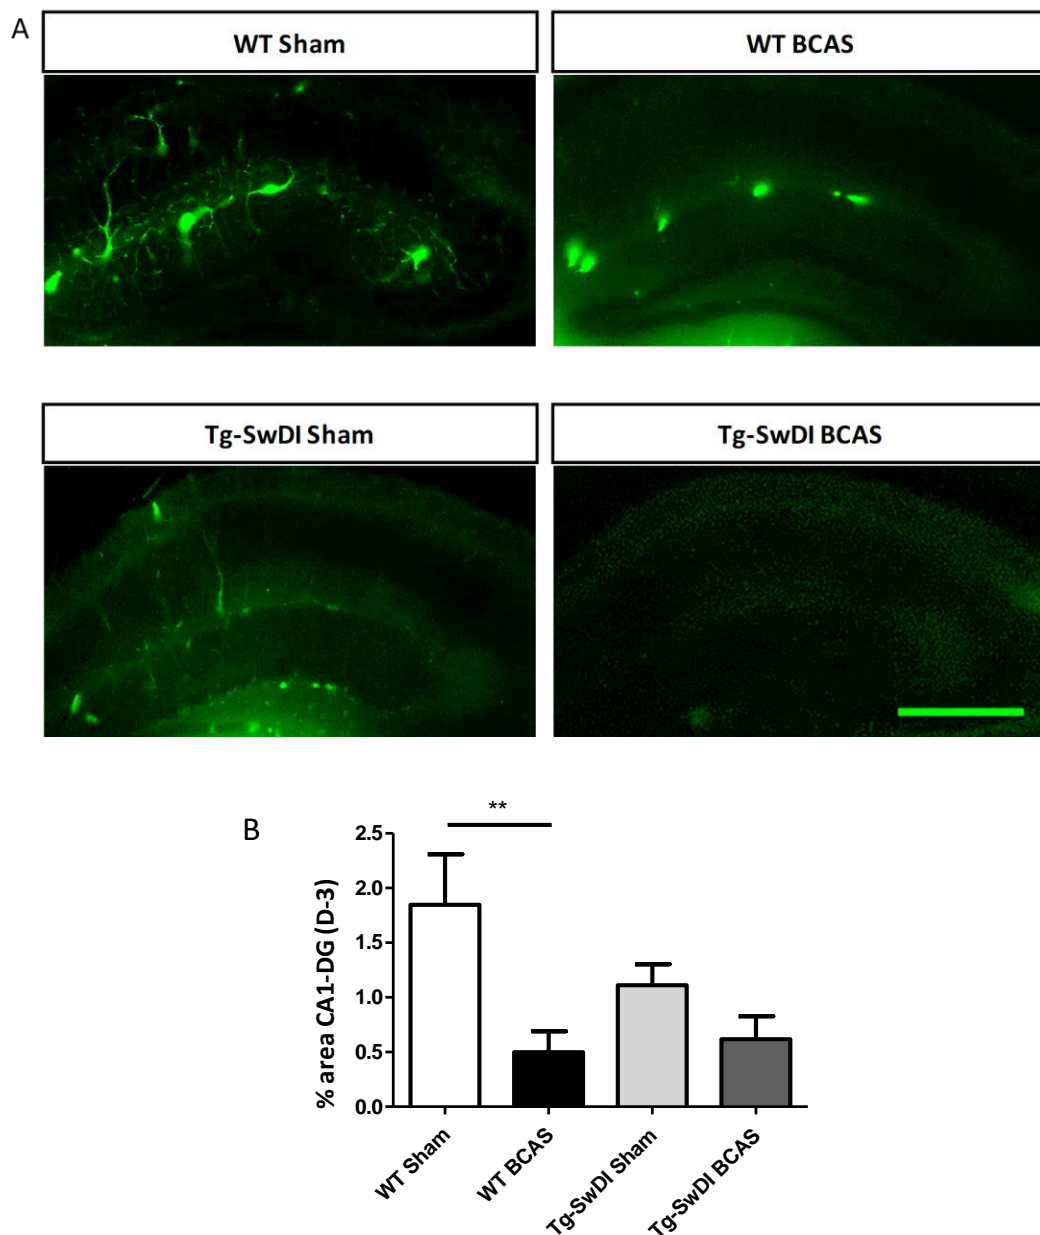 A
WT Sham
WT BCAS
Tg-SwDI Sham
Tg-SwDI BCAS
B
**
2.5
2.0
1.5
1.0
0.5
0.0
% area CA1-DG (D-3)
WT Sham
WT BCAS
Tg-SwDI Sham
Tg-SwDI BCAS